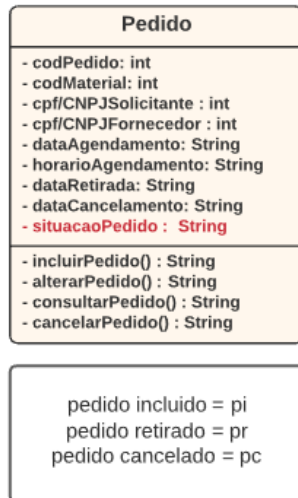 Pedido
- codPedido: int
- codMaterial: int
- cpf/CNPJSolicitante : int
- cpf/CNPJFornecedor : int
- dataAgendamento: String
- horarioAgendamento: String
- dataRetirada: String
- dataCancelamento: String
- situacaoPedido : String
- incluirPedido() : String
- alterarPedido() : String
- consultarPedido() : String
- cancelarPedido() : String
pedido incluido = pi
pedido retirado = pr
pedido cancelado = pc